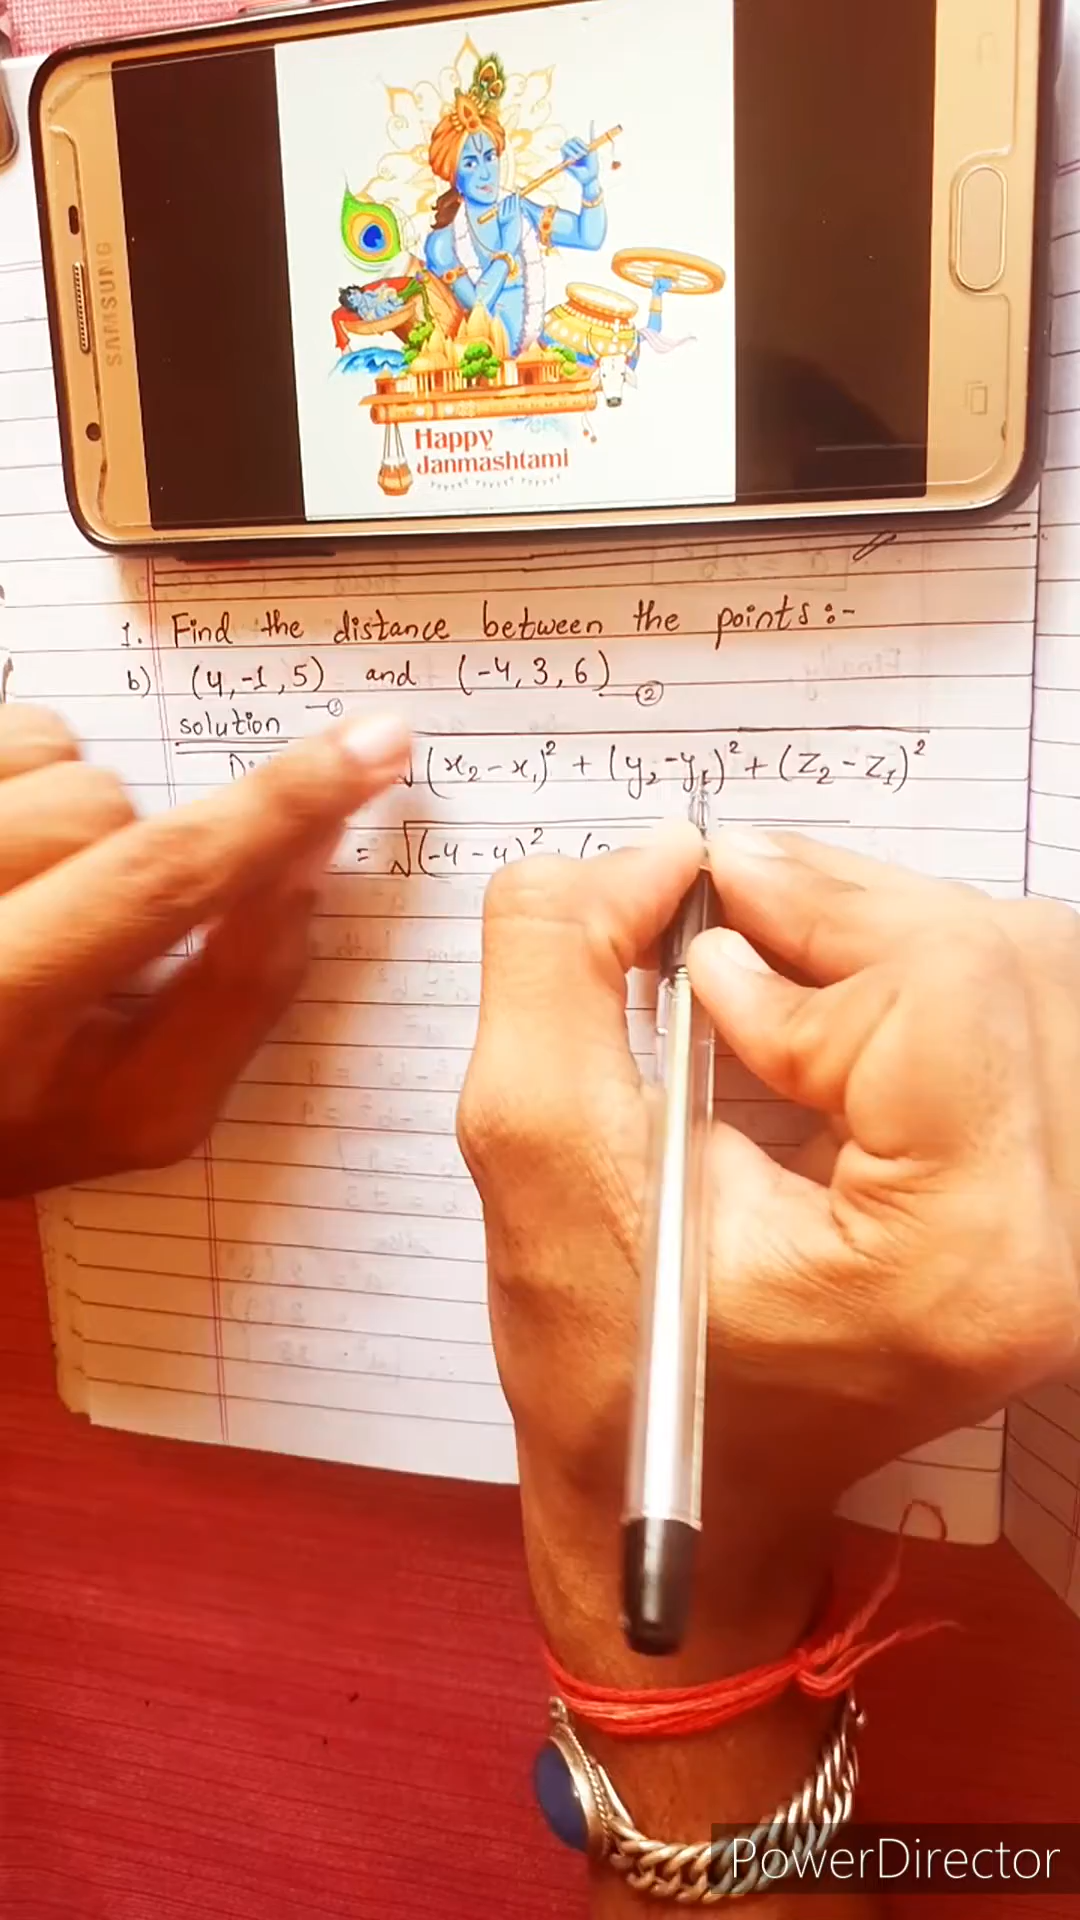 SAMSUNG
Happy
Janmashtami
1. Find the distance between the points :-
b) (4,-1,5) and (-4,3,6)
① ②
solution
√(x₂-x₁)² + (y₂-y₁)² + (z₂-z₁)²
= √(-4-4)²
PowerDirector